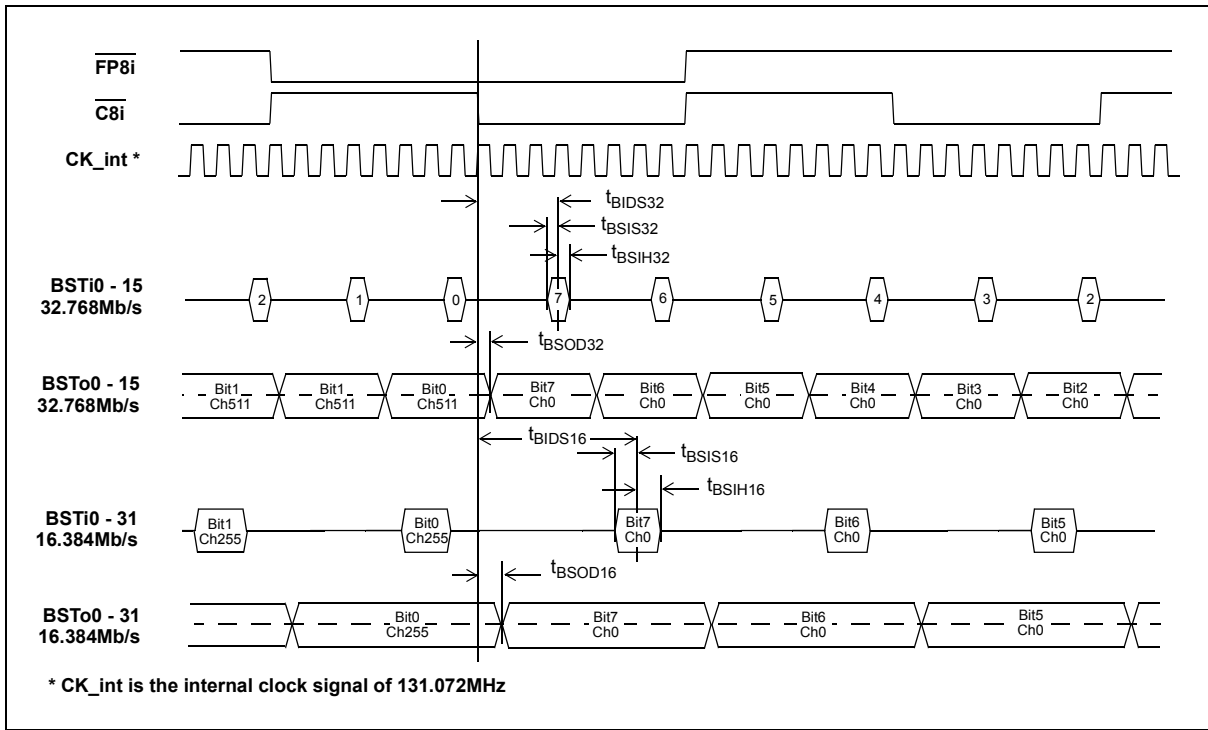 FP8i
C8i
CK_int *
tBIDS32
tBSIS32
tBSIH32
BSTi0 - 15
32.768Mb/s
2 1 0 7 6 5 4 3 2
tBSOD32
BSTo0 - 15
32.768Mb/s
Bit1 Ch511
Bit1 Ch511
Bit0 Ch511
Bit7 Ch0
Bit6 Ch0
Bit5 Ch0
Bit4 Ch0
Bit3 Ch0
Bit2 Ch0
tBIDS16
tBSIS16
tBSIH16
BSTi0 - 31
16.384Mb/s
Bit1 Ch255
Bit0 Ch255
Bit7 Ch0
Bit6 Ch0
Bit5 Ch0
tBSOD16
BSTo0 - 31
16.384Mb/s
Bit0 Ch255
Bit7 Ch0
Bit6 Ch0
Bit5 Ch0
* CK_int is the internal clock signal of 131.072MHz